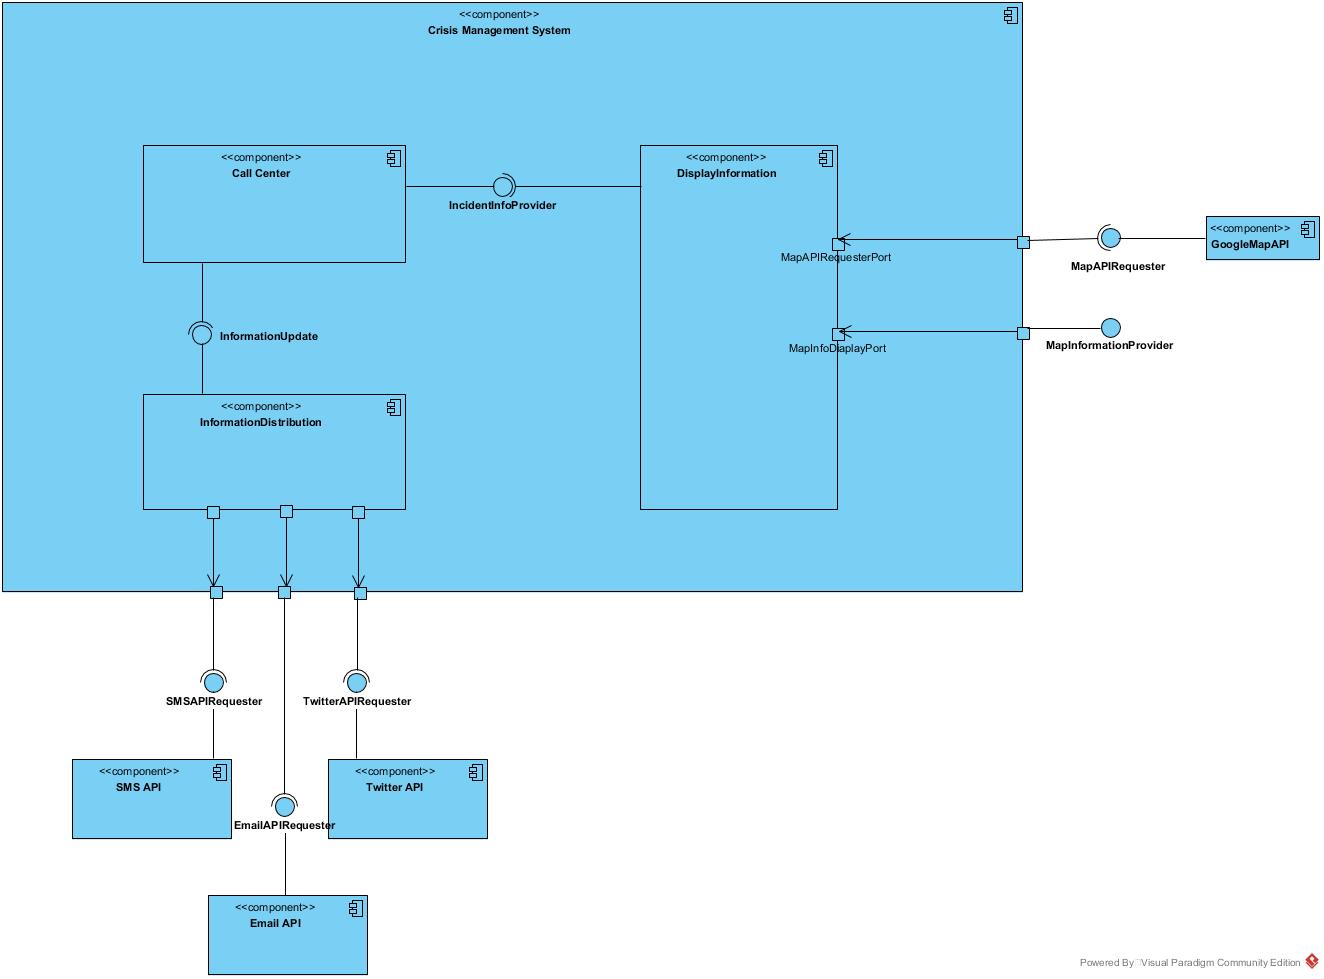 <<component>>
Crisis Management System
<<component>>
Call Center
IncidentInfoProvider
<<component>>
DisplayInformation
MapAPIRequesterPort
MapInfoDiaplayPort
MapAPIRequester
<<component>>
GoogleMapAPI
MapInformationProvider
InformationUpdate
<<component>>
InformationDistribution
SMSAPIRequester
TwitterAPIRequester
<<component>>
SMS API
<<component>>
Twitter API
EmailAPIRequester
<<component>>
Email API
Powered By Visual Paradigm Community Edition